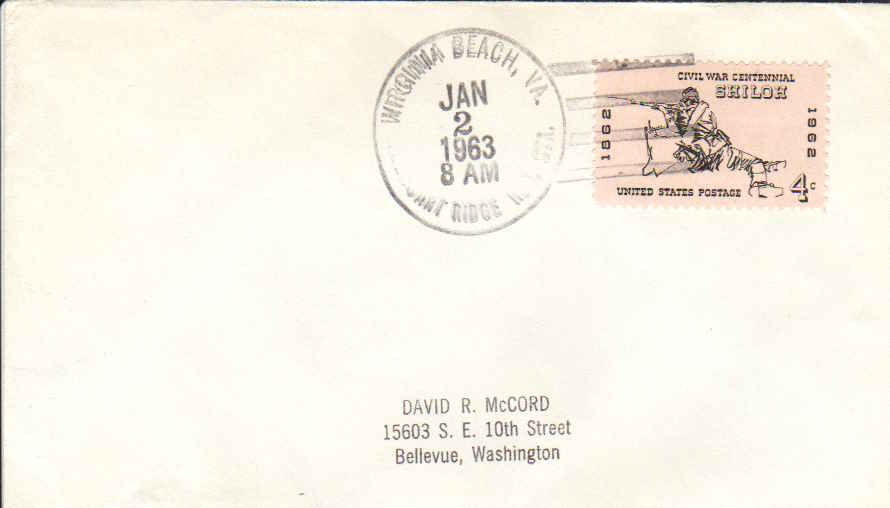 VIRGINIA BEACH, VA.
JAN
2
1963
8 AM
RIDGE
CIVIL WAR CENTENNIAL
SHILOH
1862
1962
UNITED STATES POSTAGE
4c
DAVID R. McCORD
15603 S. E. 10th Street
Bellevue, Washington